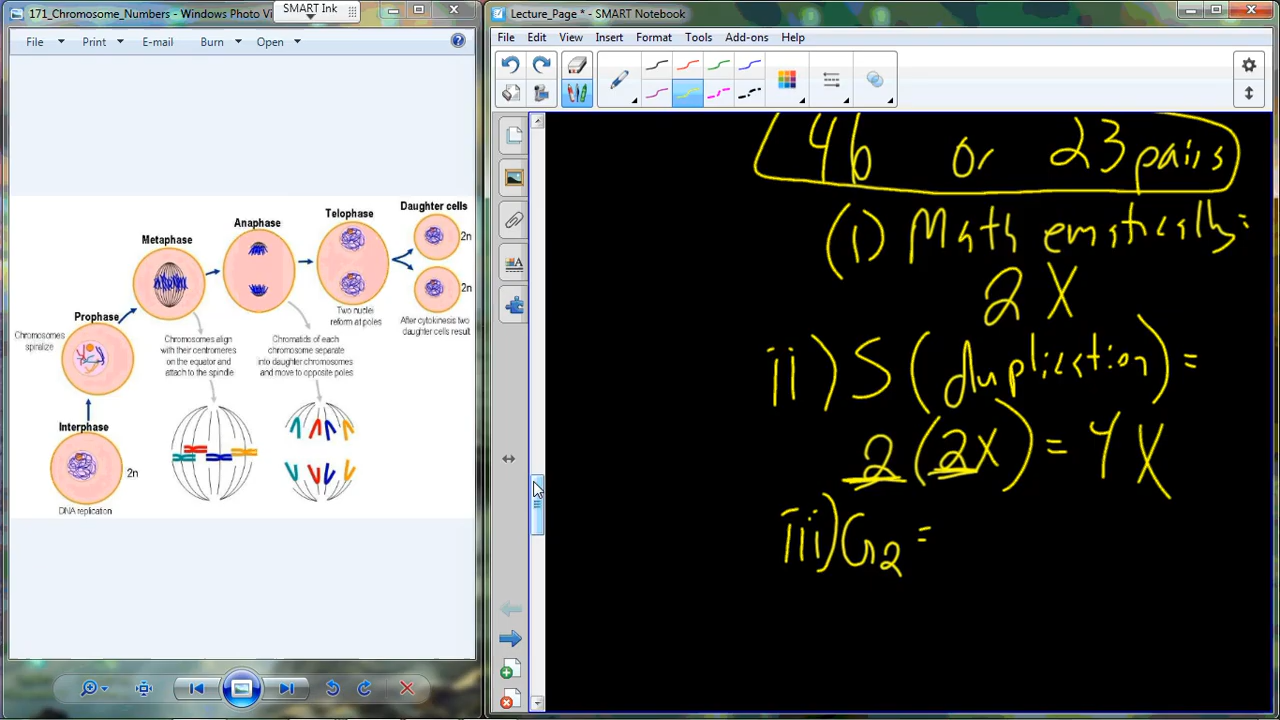 171_Chromosome_Numbers - Windows Photo Vi
SMART Ink
File Print E-mail Burn Open
Daughter cells
Telophase
Anaphase
2n
Metaphase
2n
Two nuclei
reform at poles
After cytokinesis two
daughter cells result
Prophase
Chromosomes
spiralize
Chromosomes align
with their centromeres
on the equator and
attach to the spindle
Chromatids of each
chromosome separate
into daughter chromosomes
and move to opposite poles
Interphase
2n
DNA replication
Lecture_Page * - SMART Notebook
File Edit View Insert Format Tools Add-ons Help
46 or 23 pairs
(1) Mathematically:
2 X
ii) S (duplication) =
2 (2X) = 4X
iii) G2 =